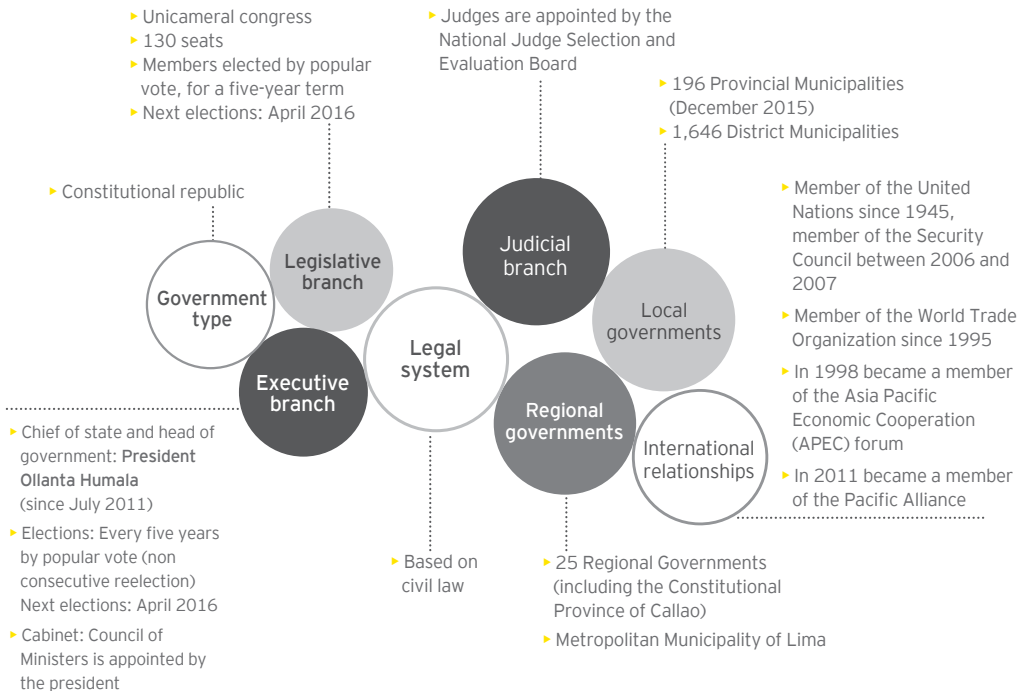 ► Unicameral congress
► 130 seats
► Members elected by popular
vote, for a five-year term
► Next elections: April 2016
► Judges are appointed by the
National Judge Selection and
Evaluation Board
► 196 Provincial Municipalities
(December 2015)
► 1,646 District Municipalities
► Constitutional republic
► Member of the United
Nations since 1945,
member of the Security
Council between 2006 and
2007
► Member of the World Trade
Organization since 1995
► In 1998 became a member
of the Asia Pacific
Economic Cooperation
(APEC) forum
► In 2011 became a member
of the Pacific Alliance
Government
type
Legislative
branch
Executive
branch
Legal
system
Judicial
branch
Local
governments
Regional
governments
International
relationships
► Chief of state and head of
government: President
Ollanta Humala
(since July 2011)
► Elections: Every five years
by popular vote (non
consecutive reelection)
Next elections: April 2016
► Cabinet: Council of
Ministers is appointed by
the president
► Based on
civil law
► 25 Regional Governments
(including the Constitutional
Province of Callao)
► Metropolitan Municipality of Lima